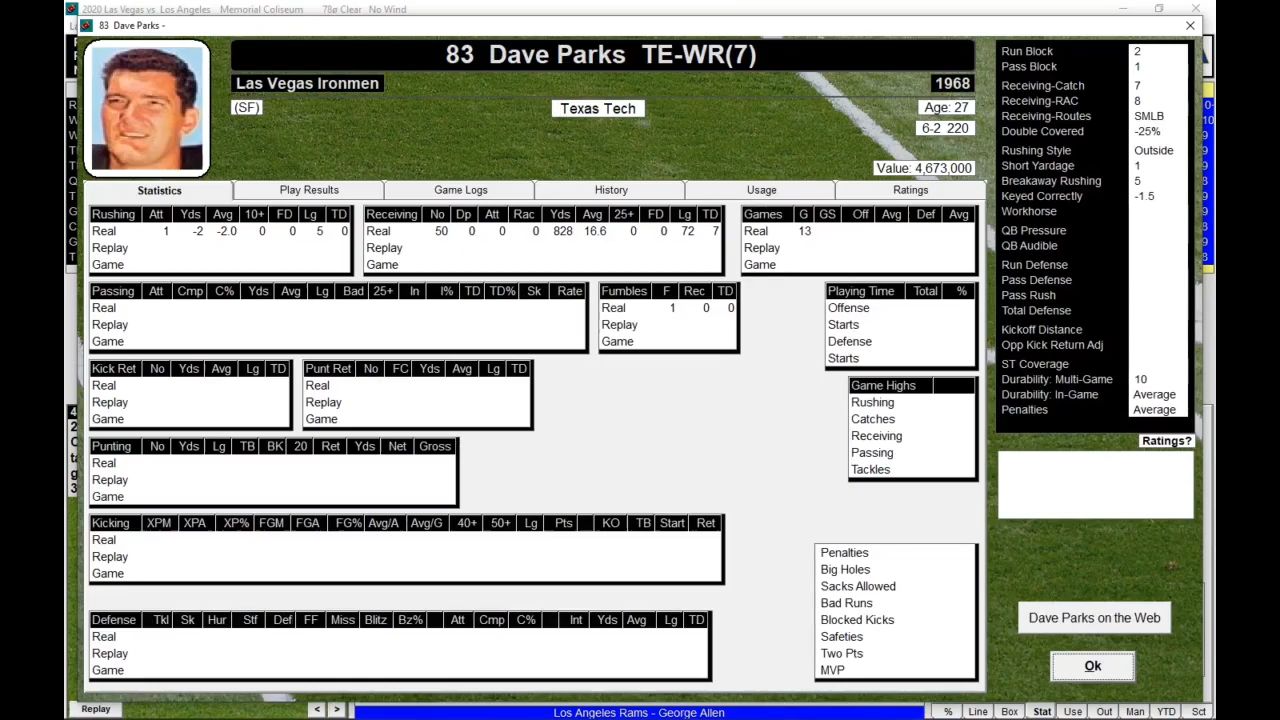 2020 Las Vegas vs Los Angeles Memorial Coliseum 78ø Clear No Wind
83 Dave Parks -
83 Dave Parks TE-WR(7)
Las Vegas Ironmen
1968
(SF)
Texas Tech
Age: 27
6-2 220
Value: 4,673,000
Statistics Play Results Game Logs History Usage Ratings
Rushing Att Yds Avg 10+ FD Lg TD
Real 1 -2 -2.0 0 0 5 0
Replay
Game
Receiving No Dp Att Rac Yds Avg 25+ FD Lg TD
Real 50 0 0 0 828 16.6 0 0 72 7
Replay
Game
Games G GS Off Avg Def Avg
Real 13
Replay
Game
Passing Att Cmp C% Yds Avg Lg Bad 25+ In I% TD TD% Sk Rate
Real
Replay
Game
Fumbles F Rec TD
Real 1 0 0
Replay
Game
Playing Time Total %
Offense
Starts
Defense
Starts
Kick Ret No Yds Avg Lg TD
Real
Replay
Game
Punt Ret No FC Yds Avg Lg TD
Real
Replay
Game
Game Highs
Rushing
Catches
Receiving
Passing
Tackles
Punting No Yds Lg TB BK 20 Ret Yds Net Gross
Real
Replay
Game
Kicking XPM XPA XP% FGM FGA FG% Avg/A Avg/G 40+ 50+ Lg Pts KO TB Start Ret
Real
Replay
Game
Penalties
Big Holes
Sacks Allowed
Bad Runs
Blocked Kicks
Safeties
Two Pts
MVP
Defense Tkl Sk Hur Stf Def FF Miss Blitz Bz% Att Cmp C% Int Yds Avg Lg TD
Real
Replay
Game
Run Block 2
Pass Block 1
Receiving-Catch 7
Receiving-RAC 8
Receiving-Routes SMLB
Double Covered -25%
Rushing Style Outside
Short Yardage 1
Breakaway Rushing 5
Keyed Correctly -1.5
Workhorse
QB Pressure
QB Audible
Run Defense
Pass Defense
Pass Rush
Total Defense
Kickoff Distance
Opp Kick Return Adj
ST Coverage
Durability: Multi-Game 10
Durability: In-Game Average
Penalties Average
Ratings?
Dave Parks on the Web
Ok
Replay < > Los Angeles Rams - George Allen % Line Box Stat Use Out Man YTD Sct